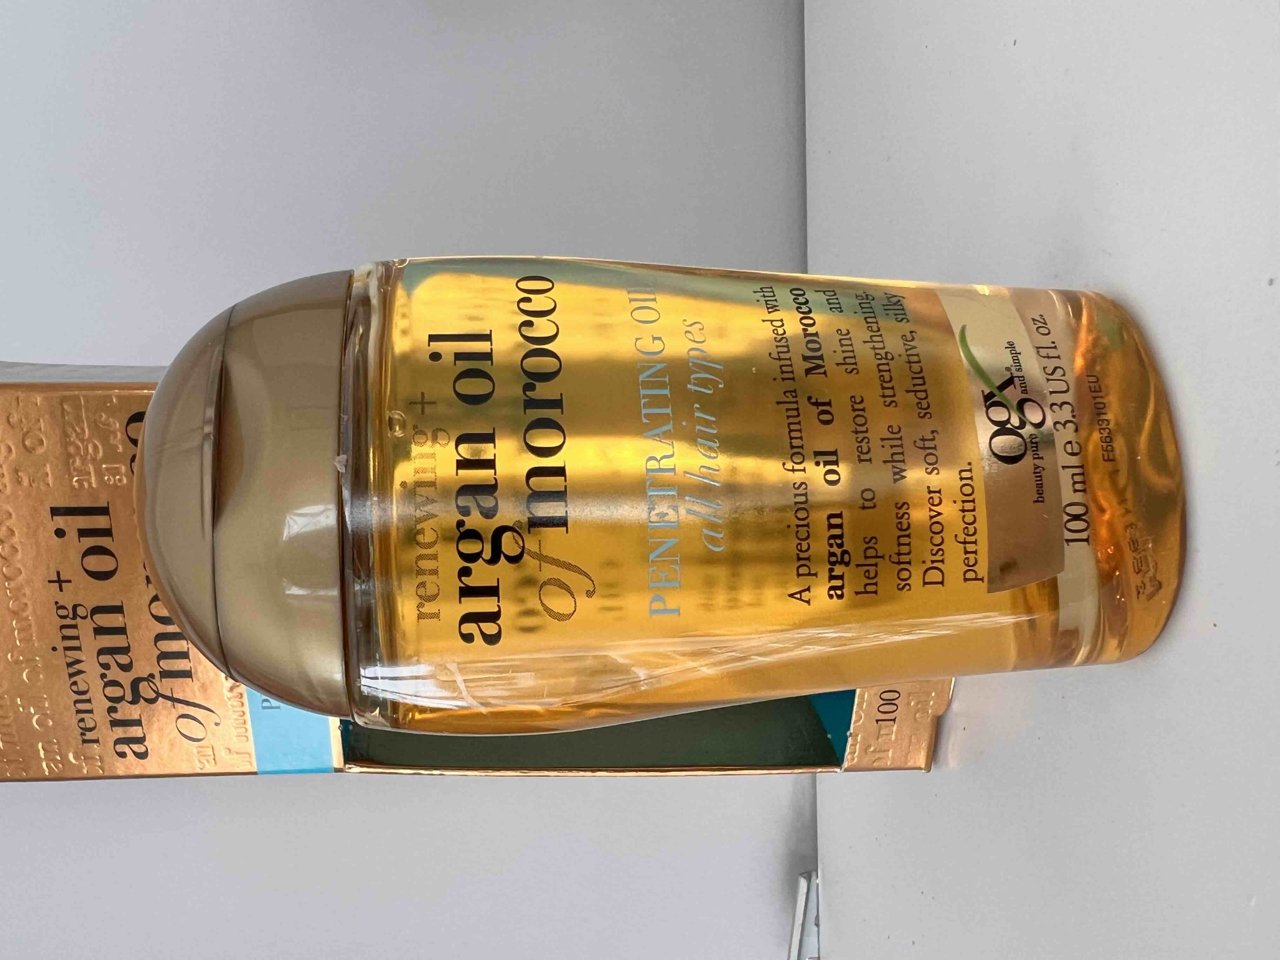 renewing +
argan oil
of morocco
PENETRATING OIL
all hair types
A precious formula infused with
argan oil of Morocco
helps to restore shine and
softness while strengthening.
Discover soft, seductive, silky
perfection.
ogx
beauty pure and simple
100 ml e 3.3 US fl. oz.
F5633101EU
renewing +
argan oil
of mo
P
100